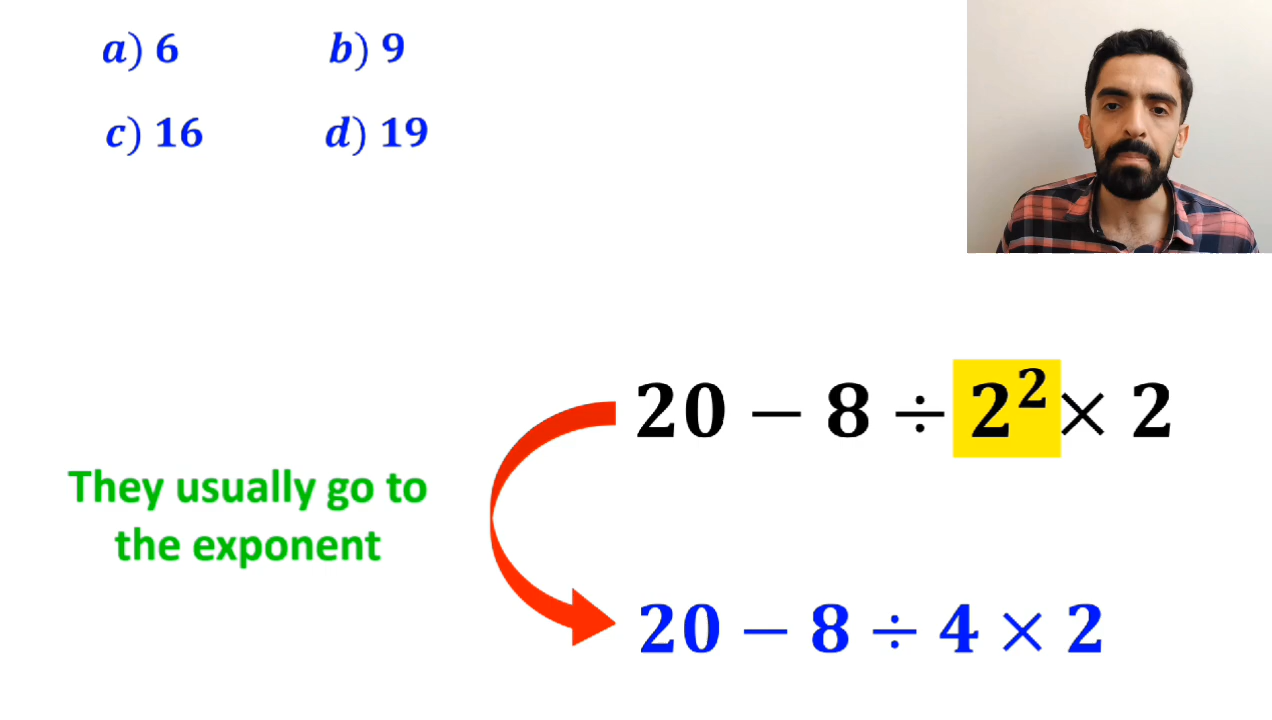 a) 6 b) 9
c) 16 d) 19
20 − 8 ÷ 2² × 2
They usually go to
the exponent
20 − 8 ÷ 4 × 2